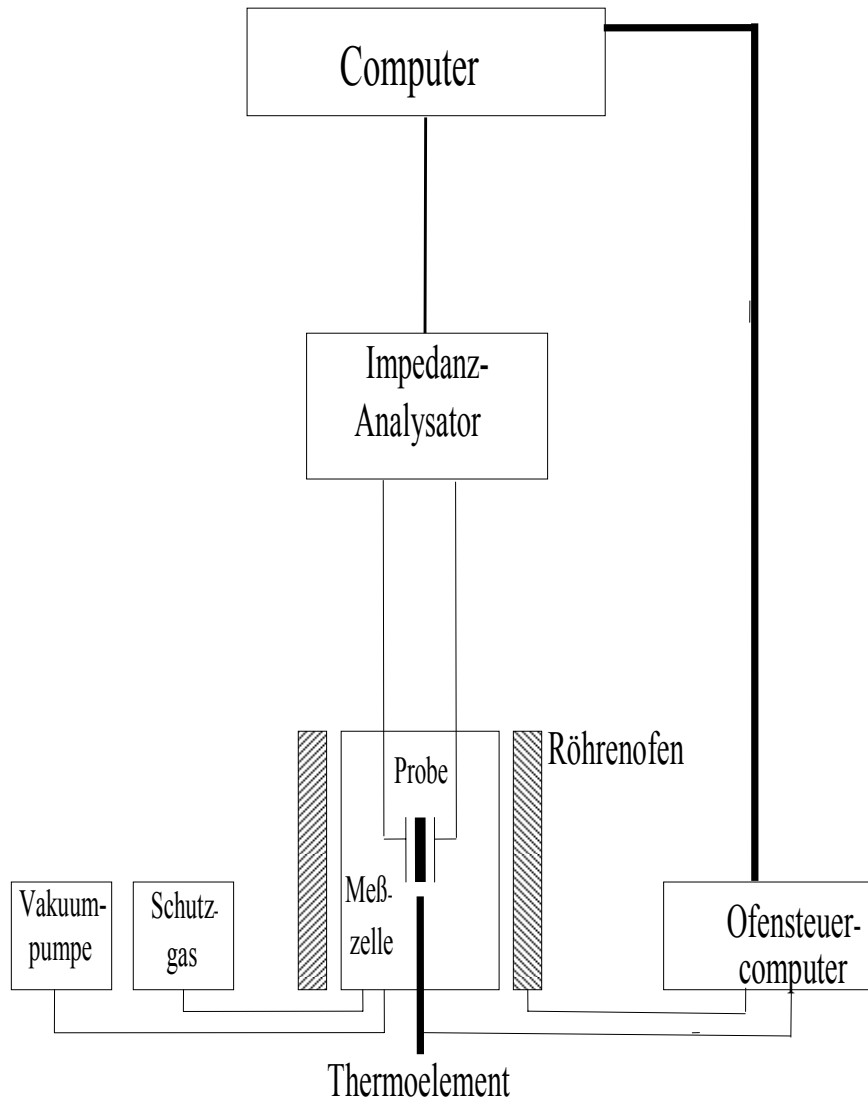 Computer
Impedanz-
Analysator
Röhrenofen
Probe
Meß-
zelle
Vakuum-
pumpe
Schutz-
gas
Ofensteuer-
computer
Thermoelement